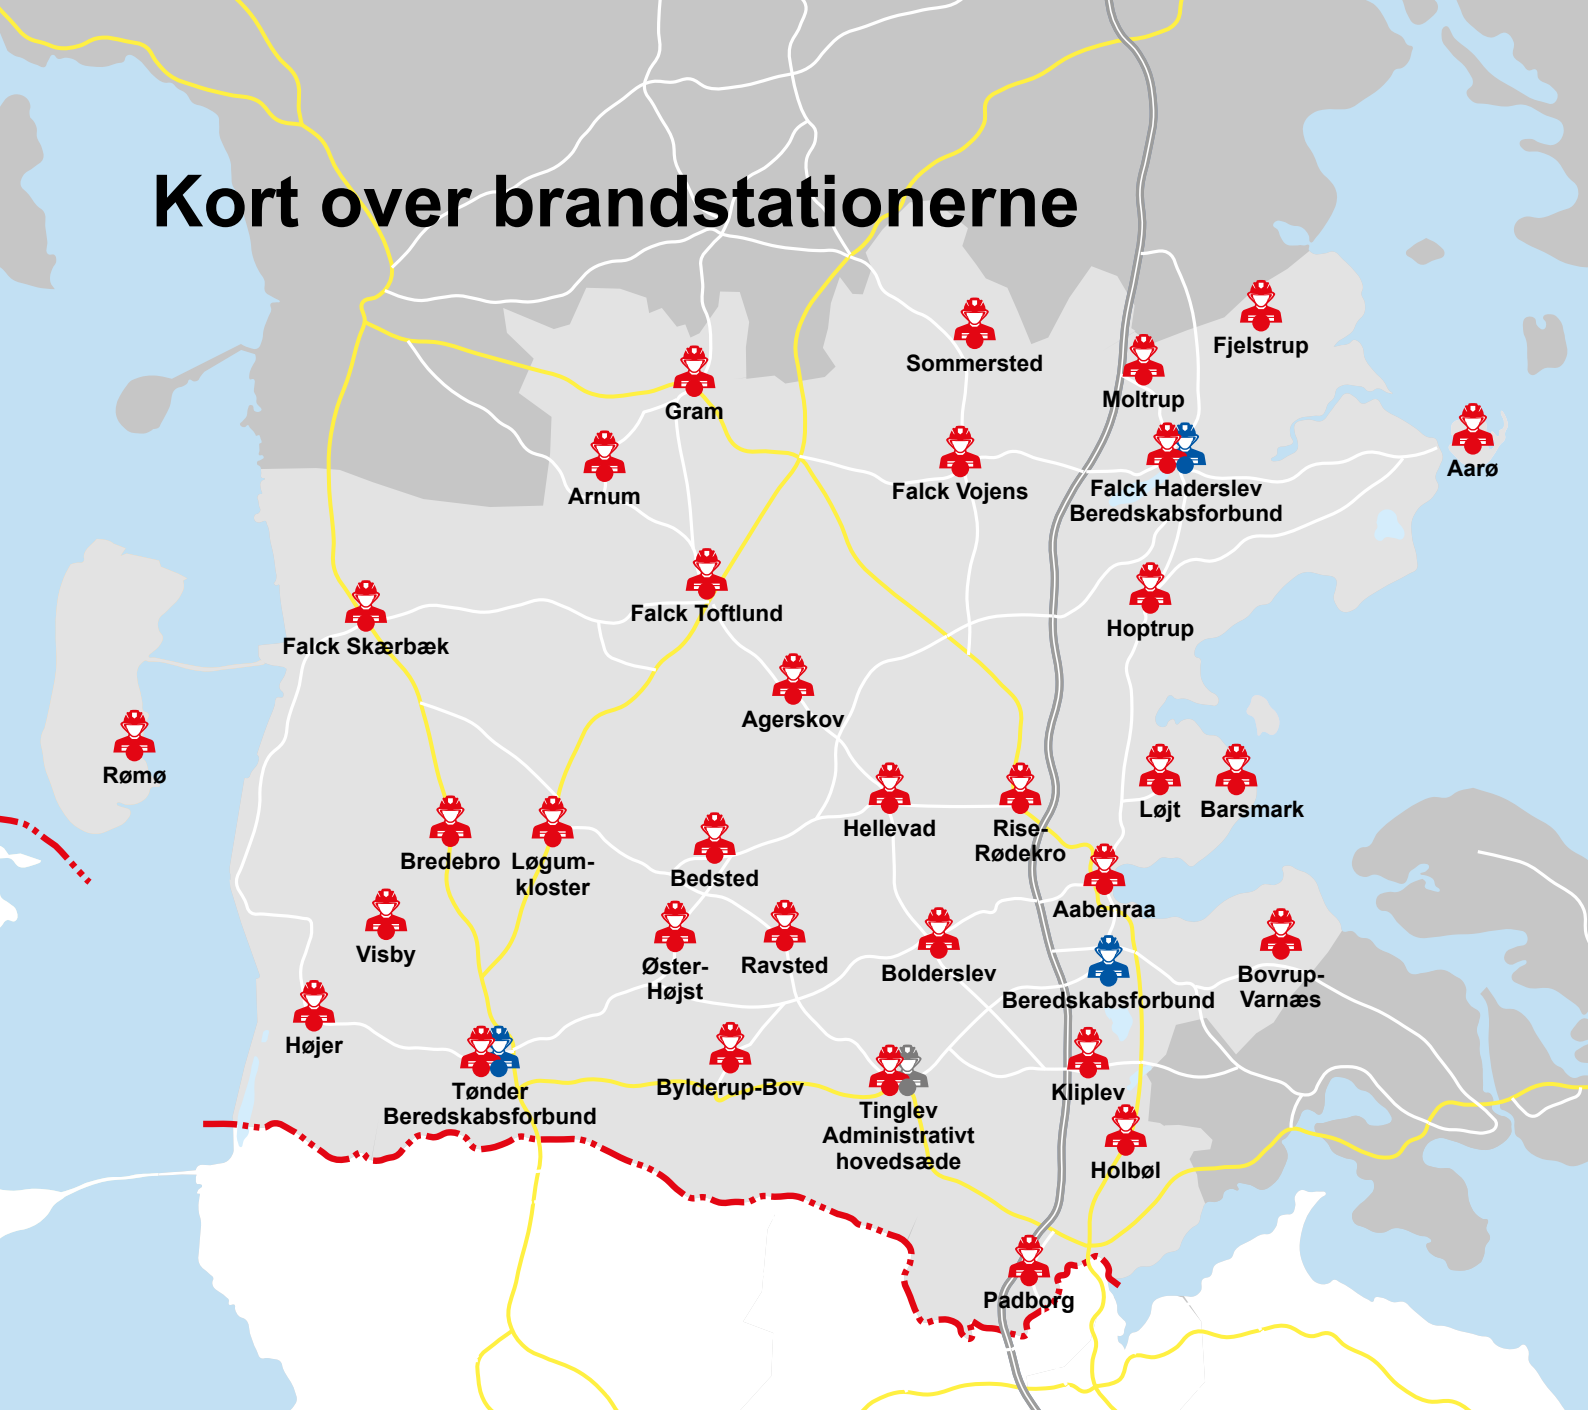 Kort over brandstationerne
Fjelstrup
Sommersted
Moltrup
Gram
Aarø
Arnum
Falck Vojens
Falck Haderslev
Beredskabsforbund
Falck Toftlund
Hoptrup
Falck Skærbæk
Agerskov
Rømø
Løjt
Barsmark
Hellevad
Rise-
Rødekro
Bredebro
Løgum-
kloster
Bedsted
Aabenraa
Visby
Øster-
Højst
Ravsted
Bolderslev
Bovrup-
Varnæs
Beredskabsforbund
Højer
Tønder
Beredskabsforbund
Bylderup-Bov
Kliplev
Tinglev
Administrativt
hovedsæde
Holbøl
Padborg